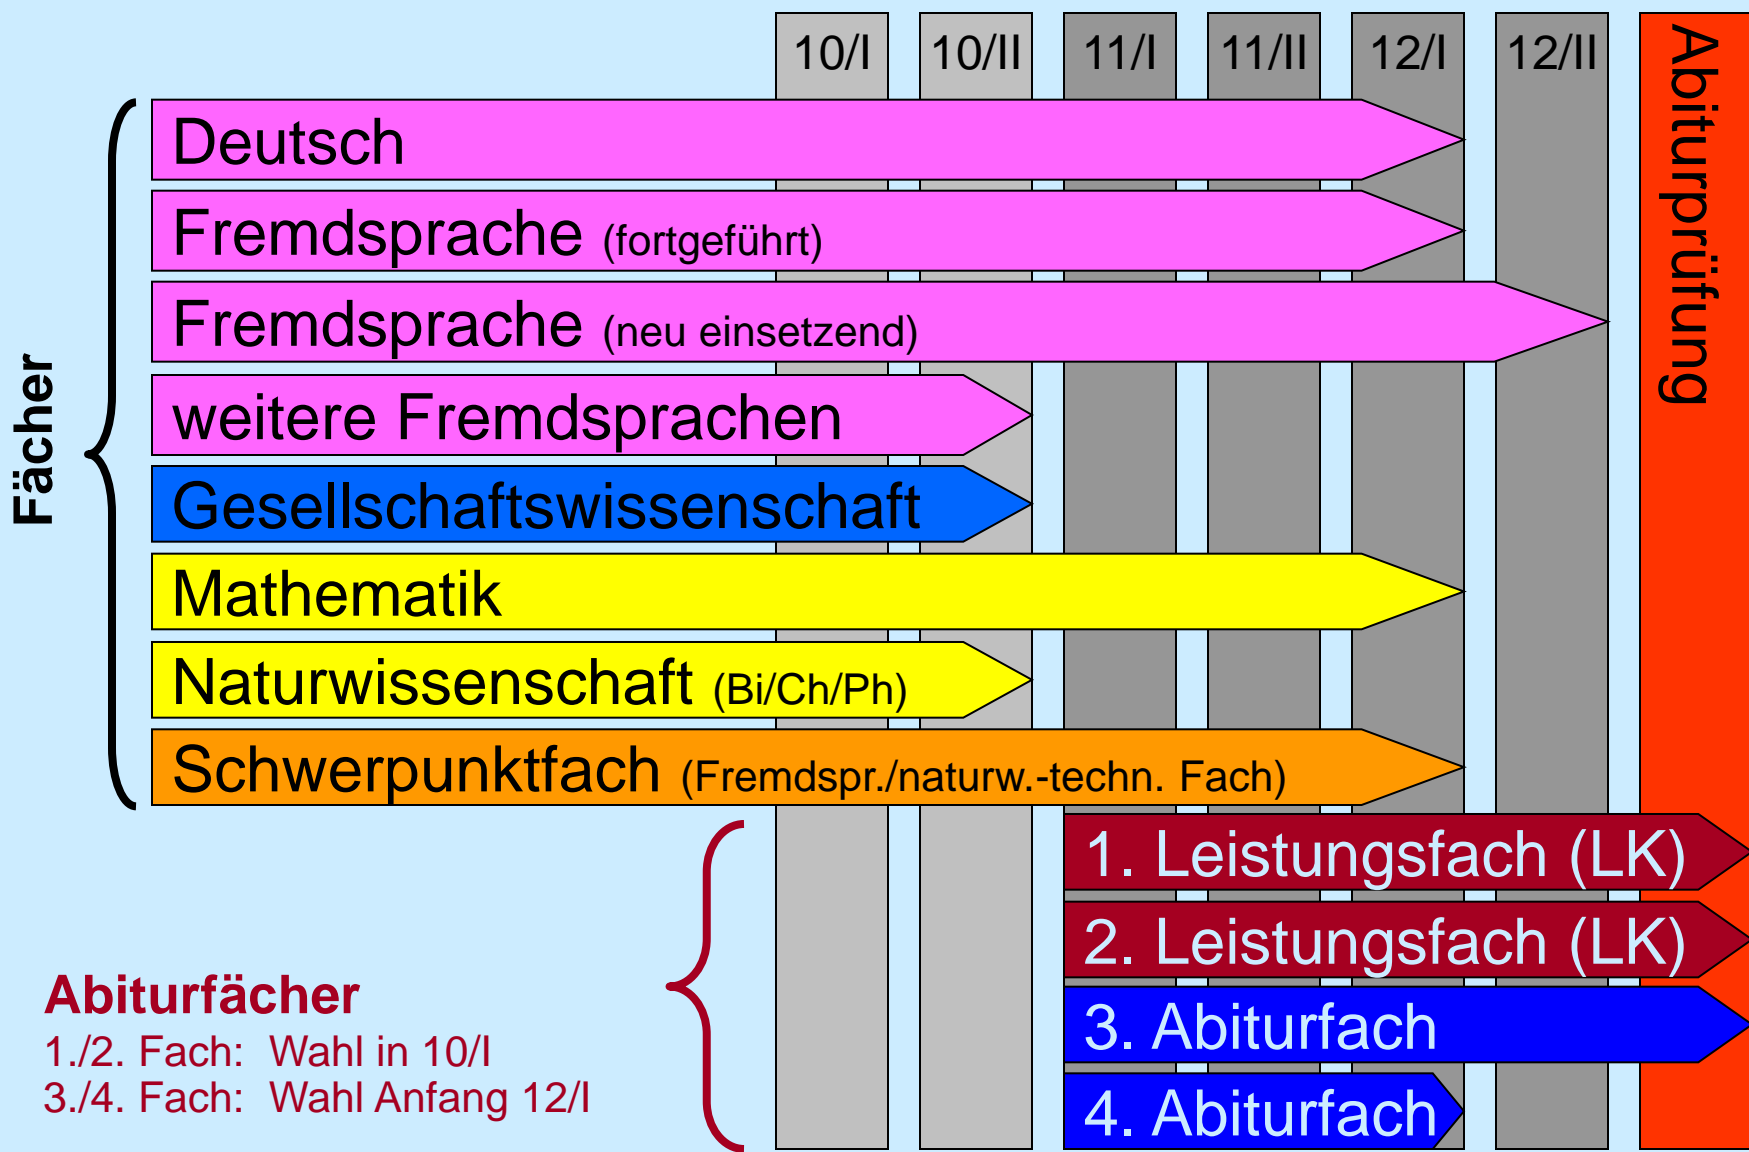 10/I 10/II 11/I 11/II 12/I 12/II
Abiturprüfung
Fächer
Deutsch
Fremdsprache (fortgeführt)
Fremdsprache (neu einsetzend)
weitere Fremdsprachen
Gesellschaftswissenschaft
Mathematik
Naturwissenschaft (Bi/Ch/Ph)
Schwerpunktfach (Fremdspr./naturw.-techn. Fach)
1. Leistungsfach (LK)
2. Leistungsfach (LK)
3. Abiturfach
4. Abiturfach
Abiturfächer
1./2. Fach: Wahl in 10/I
3./4. Fach: Wahl Anfang 12/I